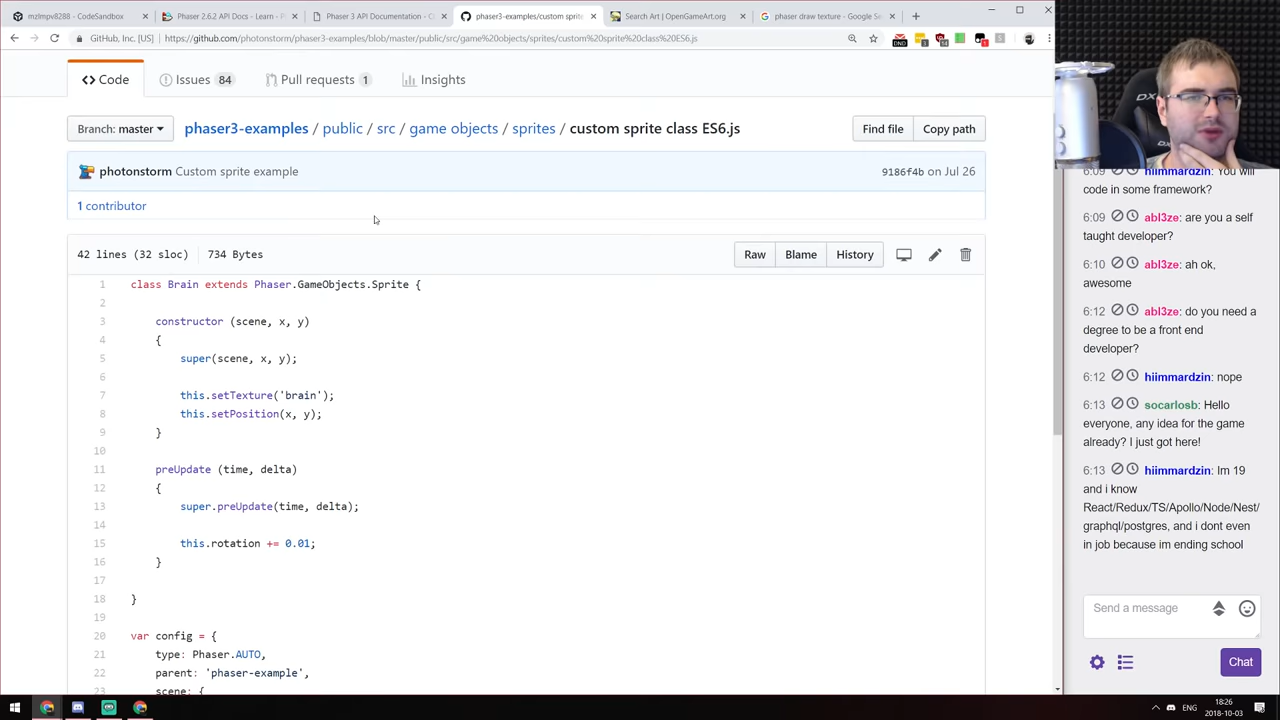 mzlmpv8288 - CodeSandbox
Phaser 2.6.2 API Docs - Learn - P
Phaser 3 API Documentation - C
phaser3-examples/custom sprite
Search Art | OpenGameArt.org
phaser draw texture - Google Se
GitHub, Inc. [US] https://github.com/photonstorm/phaser3-examples/blob/master/public/src/game%20objects/sprites/custom%20sprite%20class%20ES6.js
Code
Issues 84
Pull requests 1
Insights
Branch: master
phaser3-examples / public / src / game objects / sprites / custom sprite class ES6.js
Find file
Copy path
photonstorm Custom sprite example
9186f4b on Jul 26
1 contributor
42 lines (32 sloc) 734 Bytes
Raw
Blame
History
1 class Brain extends Phaser.GameObjects.Sprite {
2
3 constructor (scene, x, y)
4 {
5 super(scene, x, y);
6
7 this.setTexture('brain');
8 this.setPosition(x, y);
9 }
10
11 preUpdate (time, delta)
12 {
13 super.preUpdate(time, delta);
14
15 this.rotation += 0.01;
16 }
17
18 }
19
20 var config = {
21 type: Phaser.AUTO,
22 parent: 'phaser-example',
23 scene: {
6:09 hiimmardzin: You will
code in some framework?
6:09 abl3ze: are you a self
taught developer?
6:10 abl3ze: ah ok,
awesome
6:12 abl3ze: do you need a
degree to be a front end
developer?
6:12 hiimmardzin: nope
6:13 socarlosb: Hello
everyone, any idea for the game
already? I just got here!
6:13 hiimmardzin: Im 19
and i know
React/Redux/TS/Apollo/Node/Nest/
graphql/postgres, and i dont even
in job because im ending school
Send a message
Chat
ENG
18:26
2018-10-03